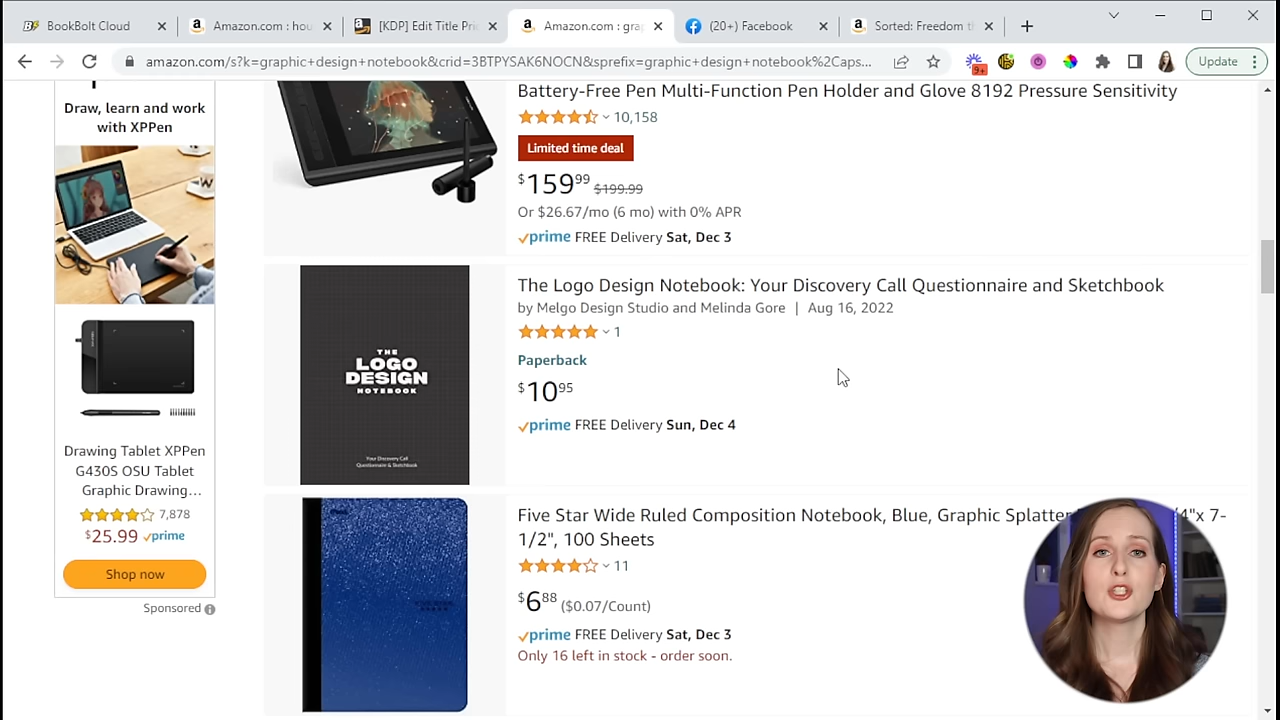 BookBolt Cloud
Amazon.com : hou
[KDP] Edit Title Pri
Amazon.com : gra
(20+) Facebook
Sorted: Freedom t
amazon.com/s?k=graphic+design+notebook&crid=3BTPYSAK6NOCN&sprefix=graphic+design+notebook%2Caps...
9+
Update
Draw, learn and work
with XPPen
Drawing Tablet XPPen
G430S OSU Tablet
Graphic Drawing…
7,878
$25.99 prime
Shop now
Sponsored
Battery-Free Pen Multi-Function Pen Holder and Glove 8192 Pressure Sensitivity
10,158
Limited time deal
$159.99 $199.99
Or $26.67/mo (6 mo) with 0% APR
prime FREE Delivery Sat, Dec 3
THE
LOGO
DESIGN
NOTEBOOK
Your Discovery Call
Questionnaire & Sketchbook
The Logo Design Notebook: Your Discovery Call Questionnaire and Sketchbook
by Melgo Design Studio and Melinda Gore | Aug 16, 2022
1
Paperback
$10.95
prime FREE Delivery Sun, Dec 4
Five Star Wide Ruled Composition Notebook, Blue, Graphic Splatter /4"x 7-
1/2", 100 Sheets
11
$6.88 ($0.07/Count)
prime FREE Delivery Sat, Dec 3
Only 16 left in stock - order soon.